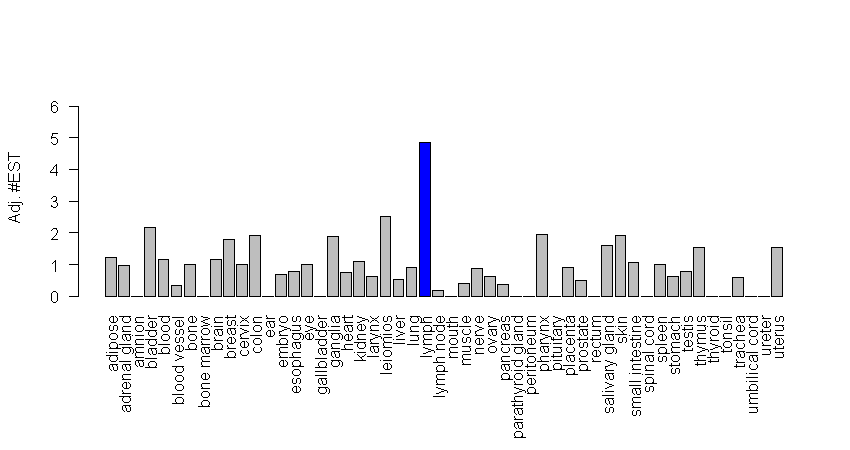 6
5
4
3
2
1
0
Adj. #EST
adipose
adrenal gland
amnion
bladder
blood
blood vessel
bone
bone marrow
brain
breast
cervix
colon
ear
embryo
esophagus
eye
gallbladder
ganglia
heart
kidney
larynx
leiomios
liver
lung
lymph
lymph node
mouth
muscle
nerve
ovary
pancreas
parathyroid gland
peritoneum
pharynx
pituitary
placenta
prostate
rectum
salivary gland
skin
small intestine
spinal cord
spleen
stomach
testis
thymus
thyroid
tonsil
trachea
umbilical cord
ureter
uterus